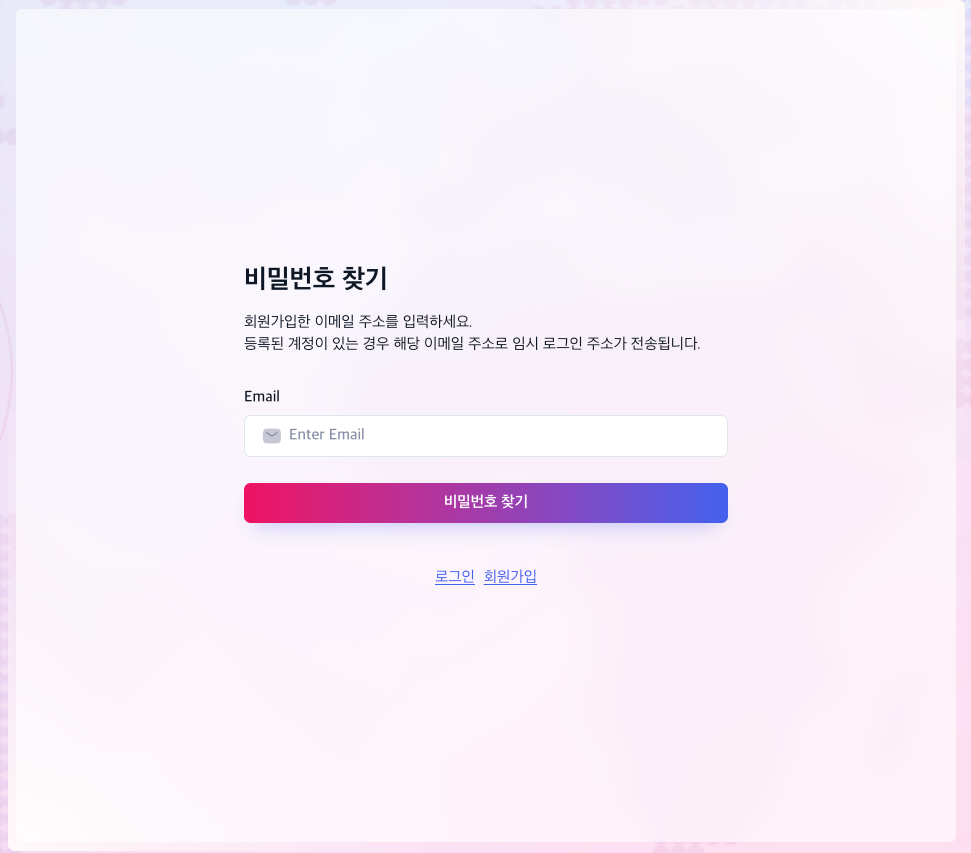 비밀번호 찾기
회원가입한 이메일 주소를 입력하세요.
등록된 계정이 있는 경우 해당 이메일 주소로 임시 로그인 주소가 전송됩니다.
Email
Enter Email
비밀번호 찾기
로그인 회원가입